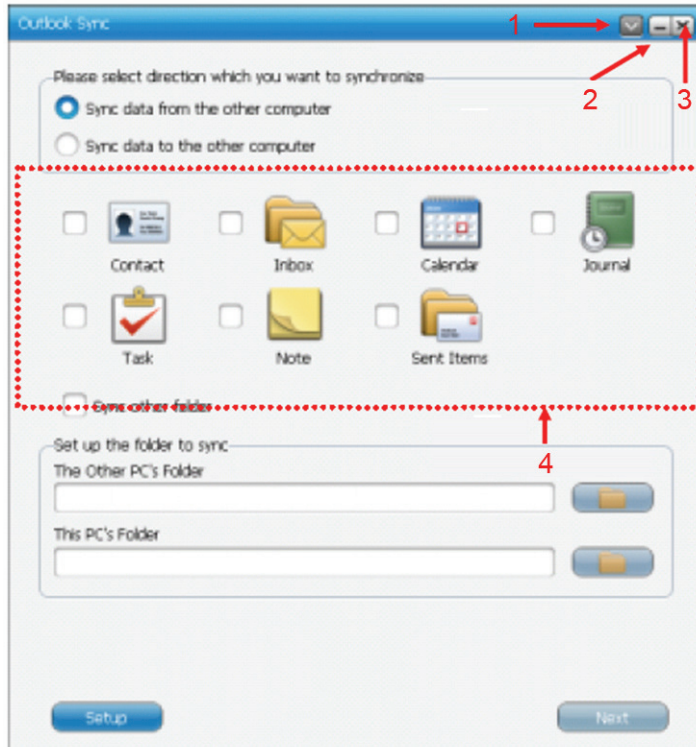 Outlook Sync
1
2
3
Please select direction which you want to synchronize
Sync data from the other computer
Sync data to the other computer
Contact
Inbox
Calendar
Journal
Task
Note
Sent Items
Sync other folder
4
Set up the folder to sync
The Other PC's Folder
This PC's Folder
Setup
Next